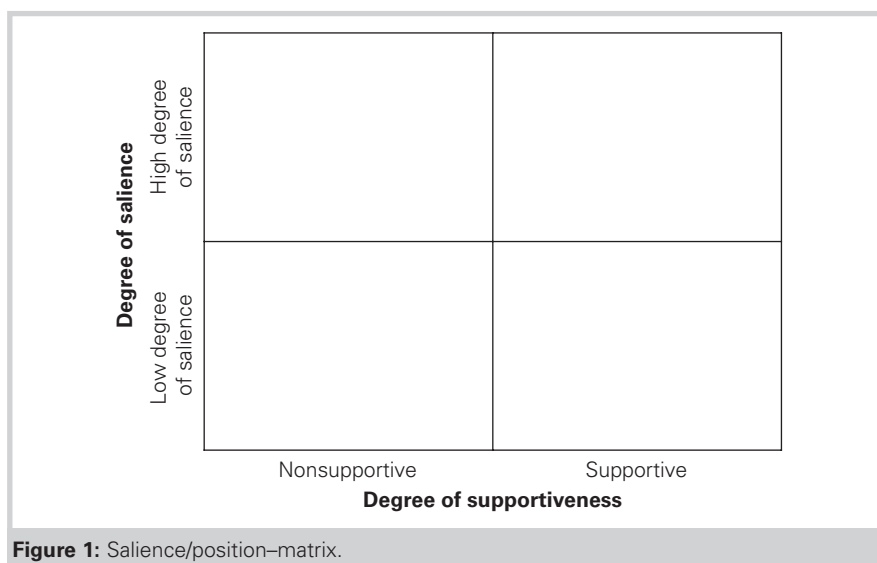 Degree of salience
High degree
of salience
Low degree
of salience
Nonsupportive
Supportive
Degree of supportiveness
Figure 1: Salience/position–matrix.